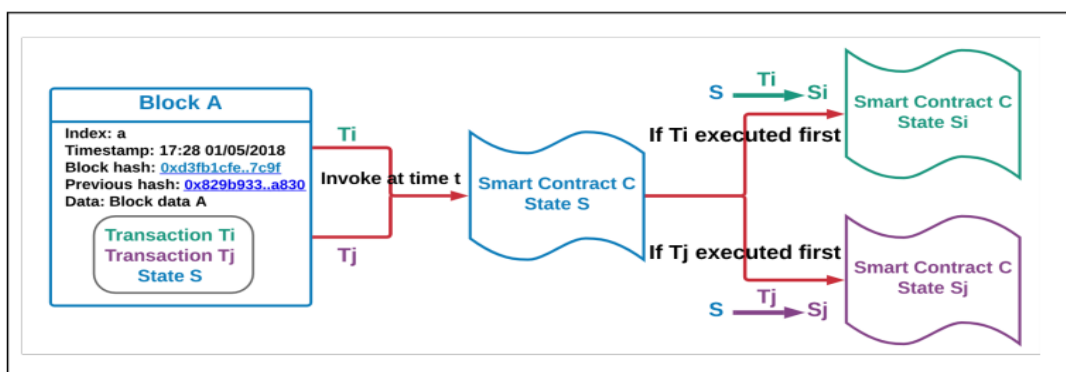 Block A
Index: a
Timestamp: 17:28 01/05/2018
Block hash: 0xd3fb1cfe..7c9f
Previous hash: 0x829b933..a830
Data: Block data A
Transaction Ti
Transaction Tj
State S
Ti
Invoke at time t
Tj
Smart Contract C
State S
Ti
S Si
If Ti executed first
Smart Contract C
State Si
If Tj executed first
Tj
S Sj
Smart Contract C
State Sj